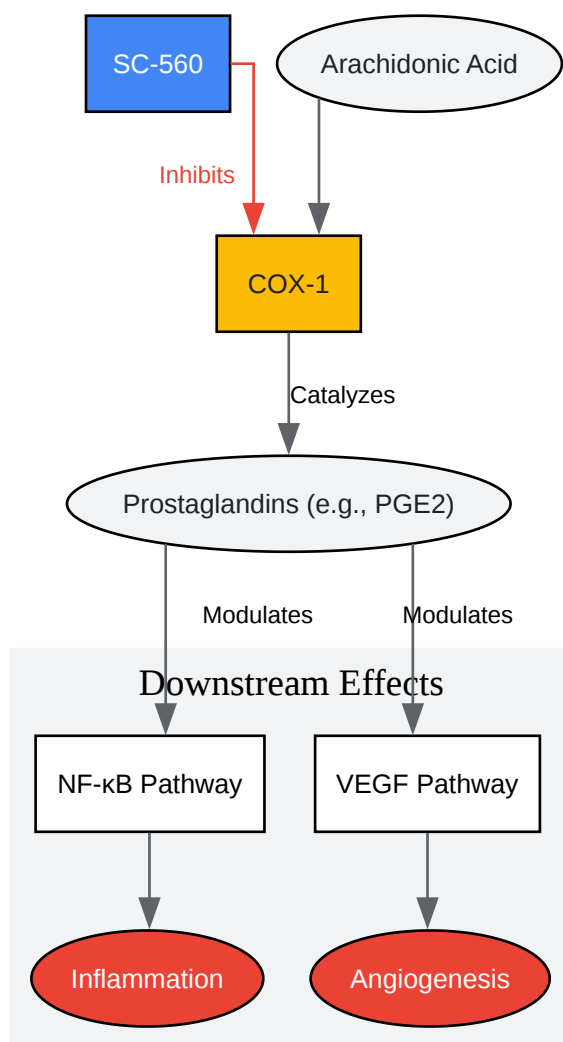 SC-560
Arachidonic Acid
Inhibits
COX-1
Catalyzes
Prostaglandins (e.g., PGE2)
Modulates
Modulates
Downstream Effects
NF-κB Pathway
VEGF Pathway
Inflammation
Angiogenesis